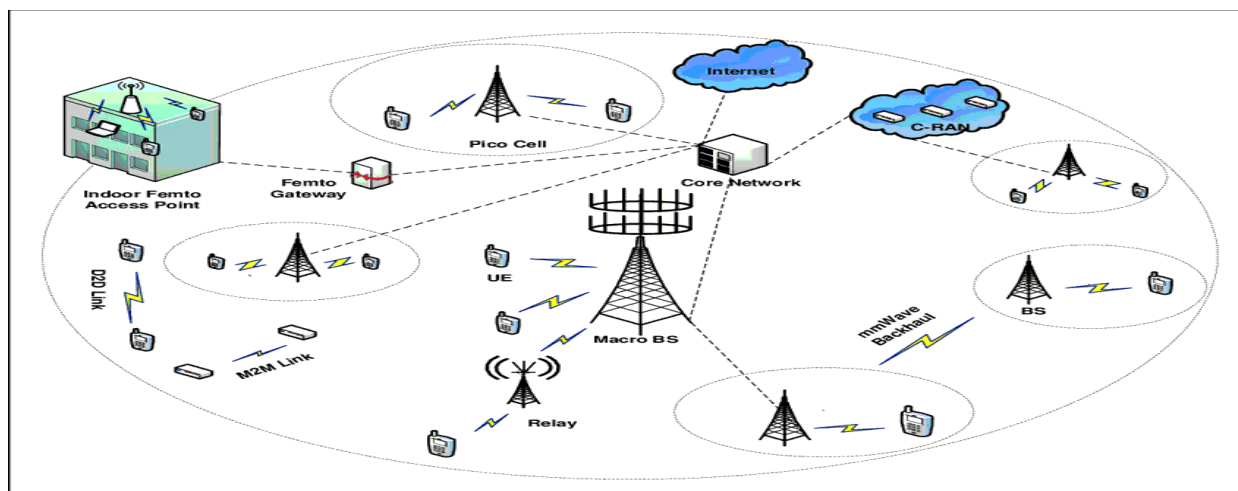 Internet
C-RAN
Pico Cell
Core Network
Femto
Gateway
Indoor Femto
Access Point
D2D Link
UE
M2M Link
Macro BS
mmWave
Backhaul
BS
Relay